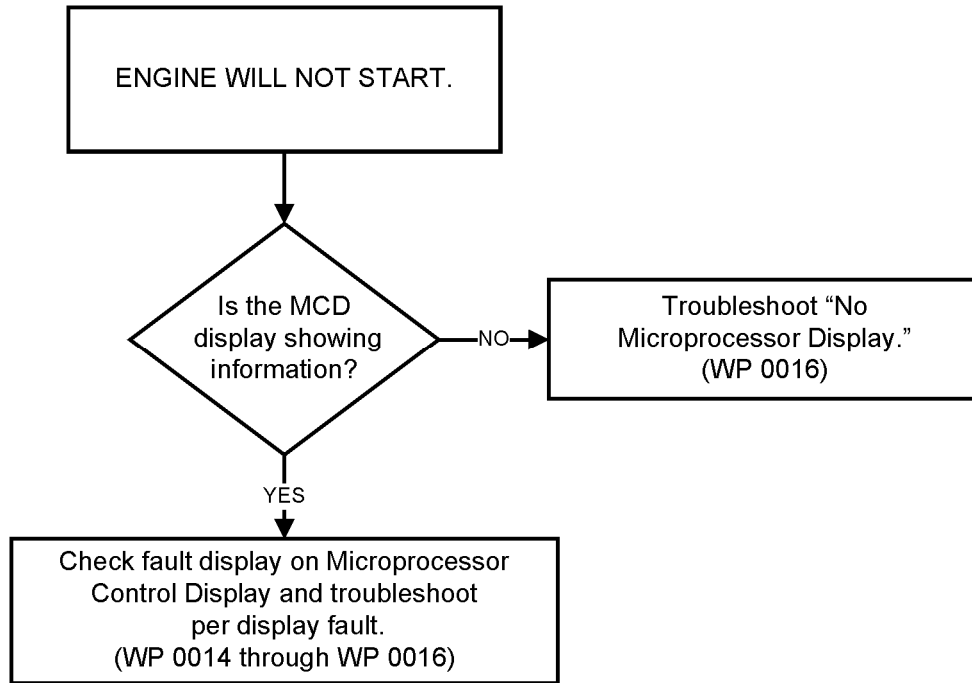 ENGINE WILL NOT START.
Is the MCD
display showing
information?
NO
Troubleshoot “No
Microprocessor Display.”
(WP 0016)
YES
Check fault display on Microprocessor
Control Display and troubleshoot
per display fault.
(WP 0014 through WP 0016)